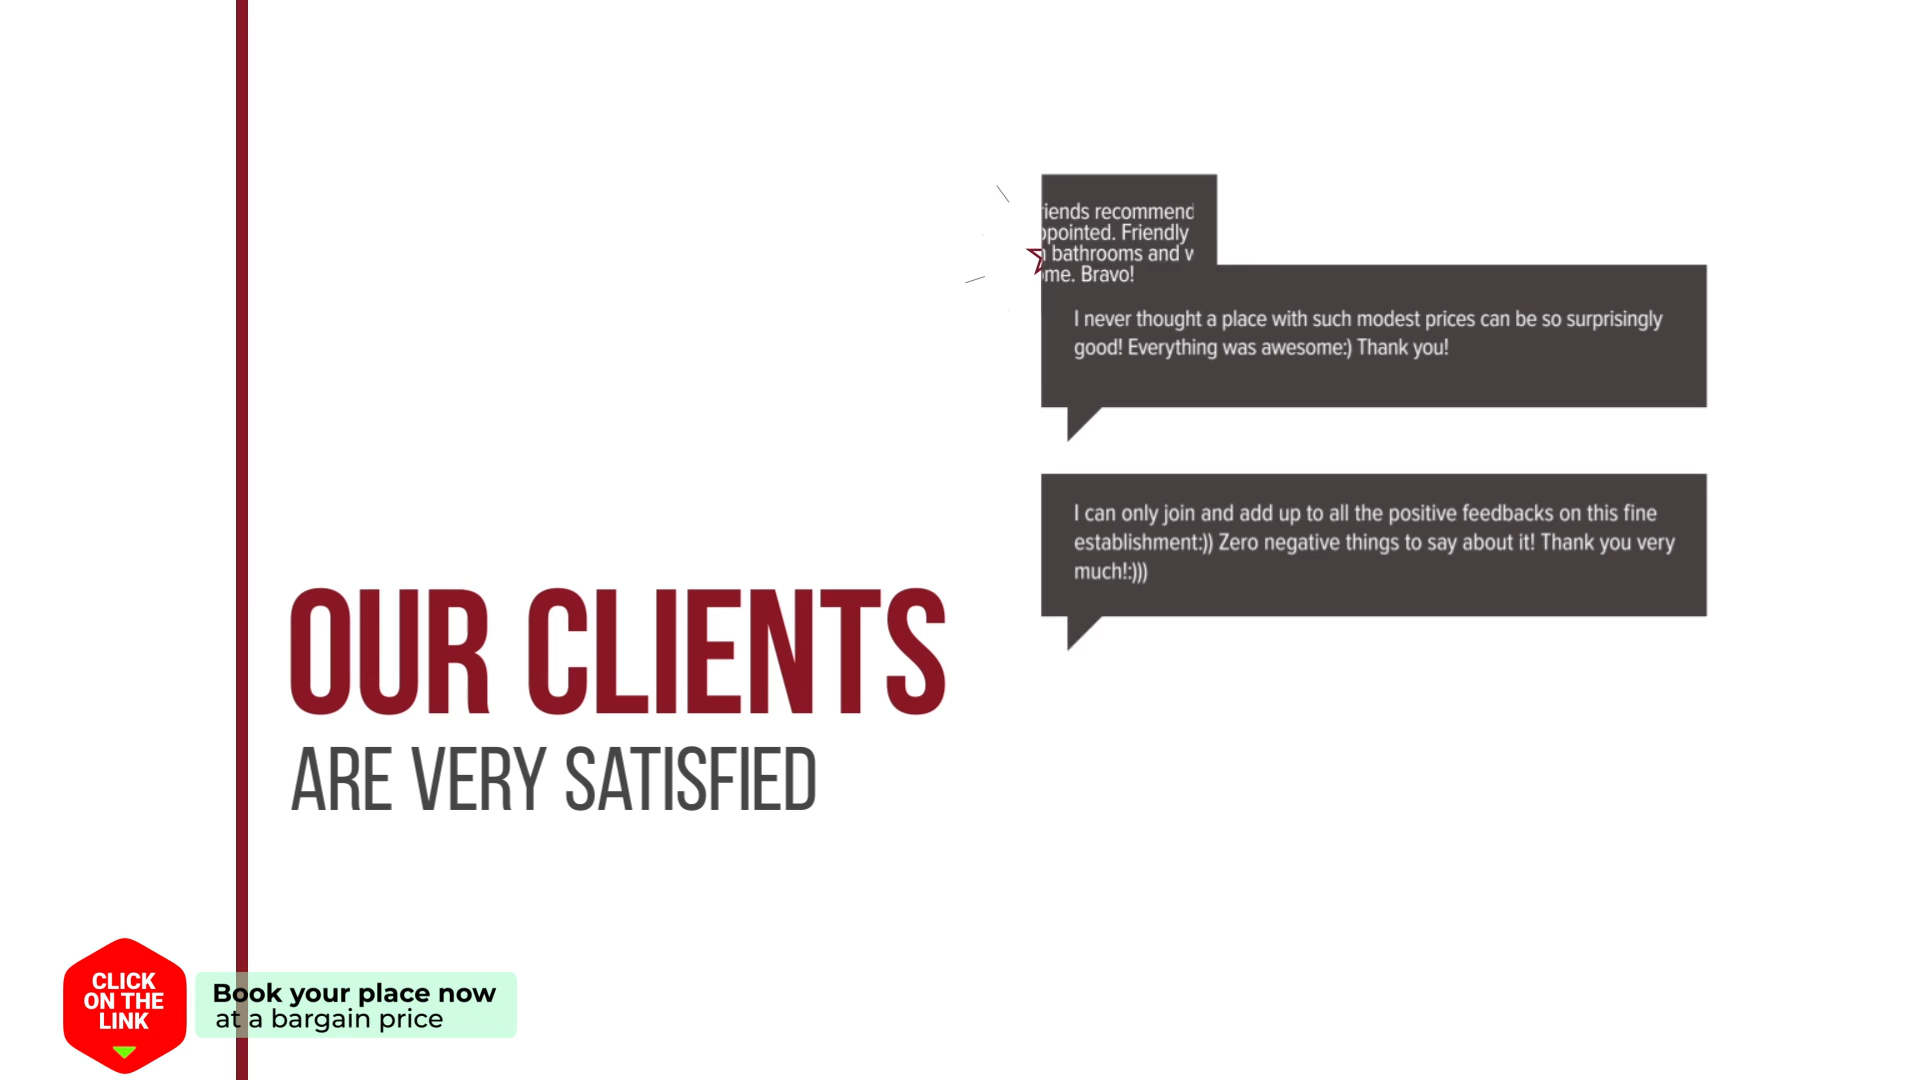 recommend
Friendly
bathrooms and
Bravo!
I never thought a place with such modest prices can be so surprisingly
good! Everything was awesome:) Thank you!
I can only join and add up to all the positive feedbacks on this fine
establishment:)) Zero negative things to say about it! Thank you very
much!:)))
OUR CLIENTS
ARE VERY SATISFIED
CLICK
ON THE
LINK
Book your place now
at a bargain price